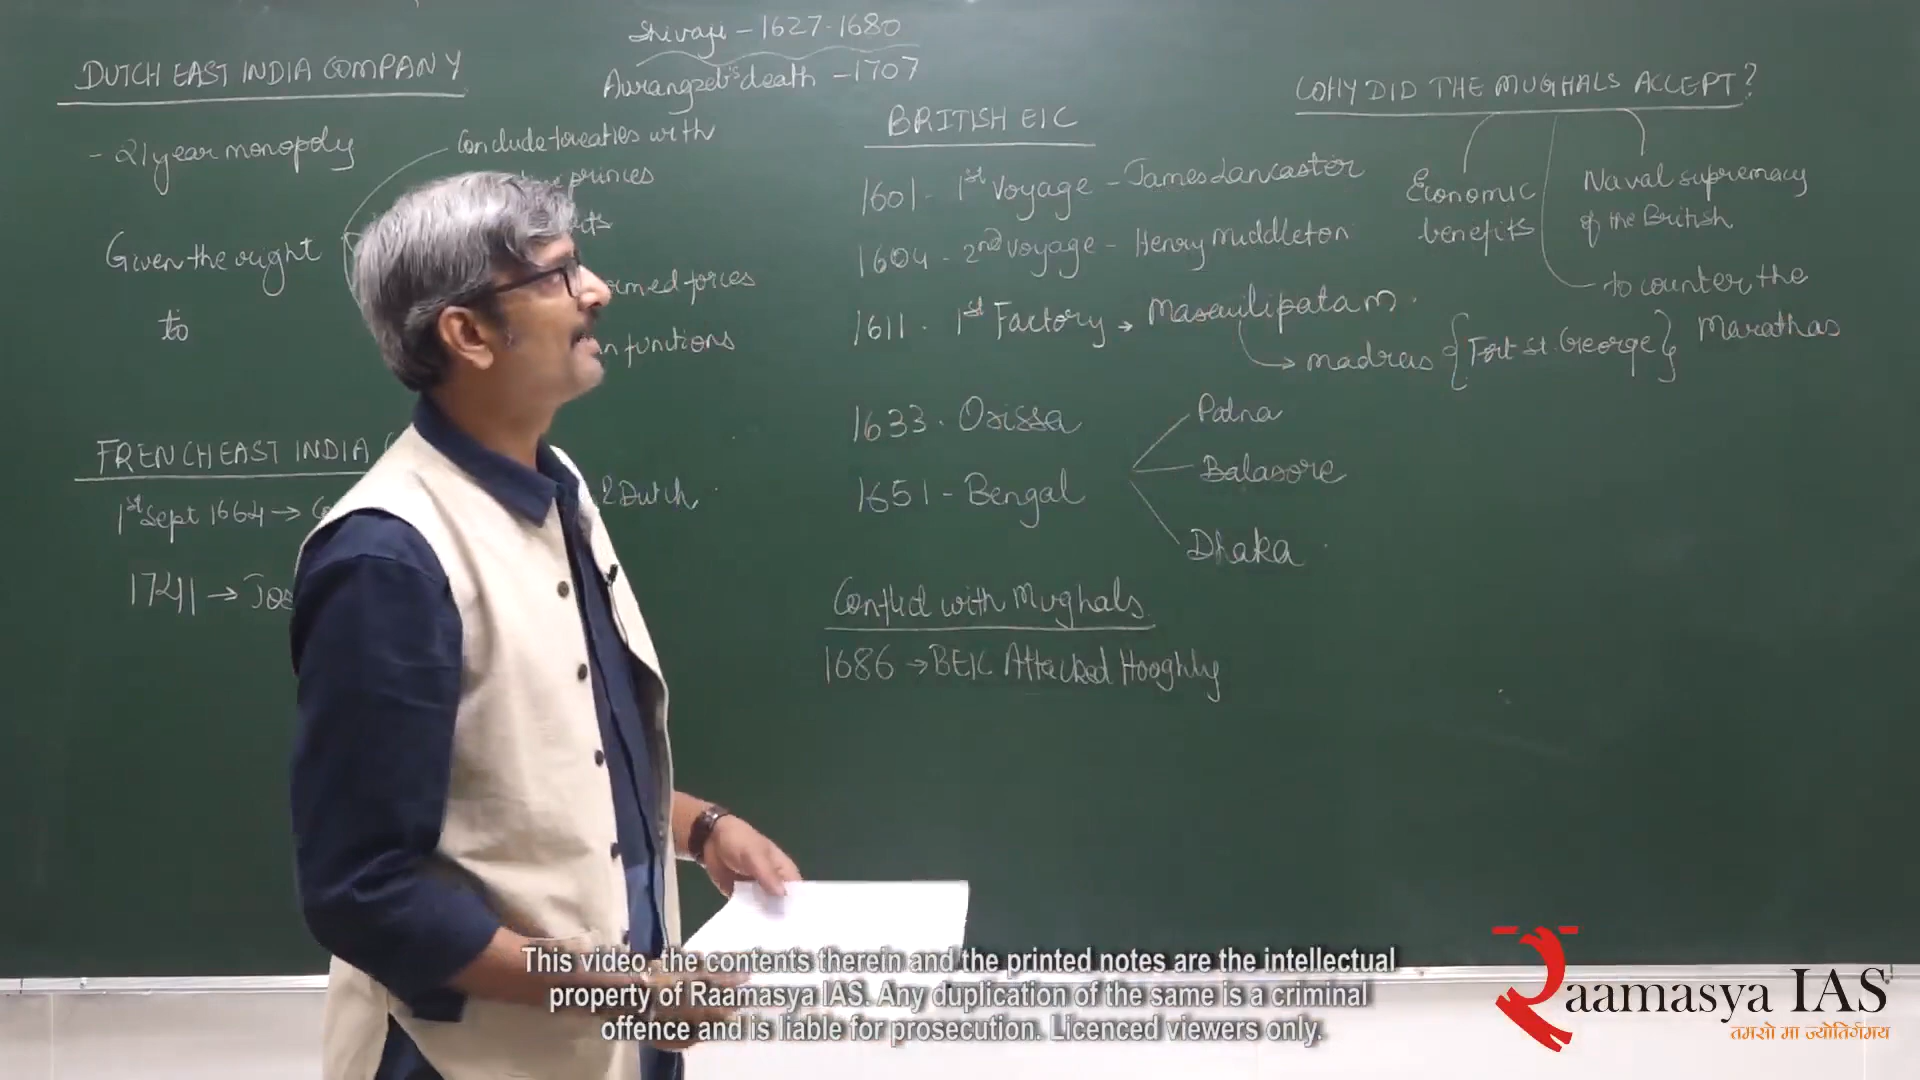 Shivaji - 1627-1680
Aurangzeb's death - 1707
DUTCH EAST INDIA COMPANY
- 21 year monopoly
Given the right
to
Conclude treaties with
princes
armed forces
functions
FRENCH EAST INDIA
1st Sept 1664 →
& Dutch
1741 → Jos
BRITISH EIC
1601 - 1st Voyage - James Lancaster
1604 - 2nd Voyage - Henry Middleton
1611 - 1st Factory → Masaulipatam
→ Madras {Fort St. George}
1633 - Orissa
1651 - Bengal
Patna
Balasore
Dhaka
Conflict with Mughals
1686 → BEIC Attacked Hooghly
WHY DID THE MUGHALS ACCEPT?
Economic
benefits
Naval supremacy
of the British
to counter the
Marathas
This video, the contents therein and the printed notes are the intellectual
property of Raamasya IAS. Any duplication of the same is a criminal
offence and is liable for prosecution. Licenced viewers only.
Raamasya IAS
तमसो मा ज्योतिर्गमय